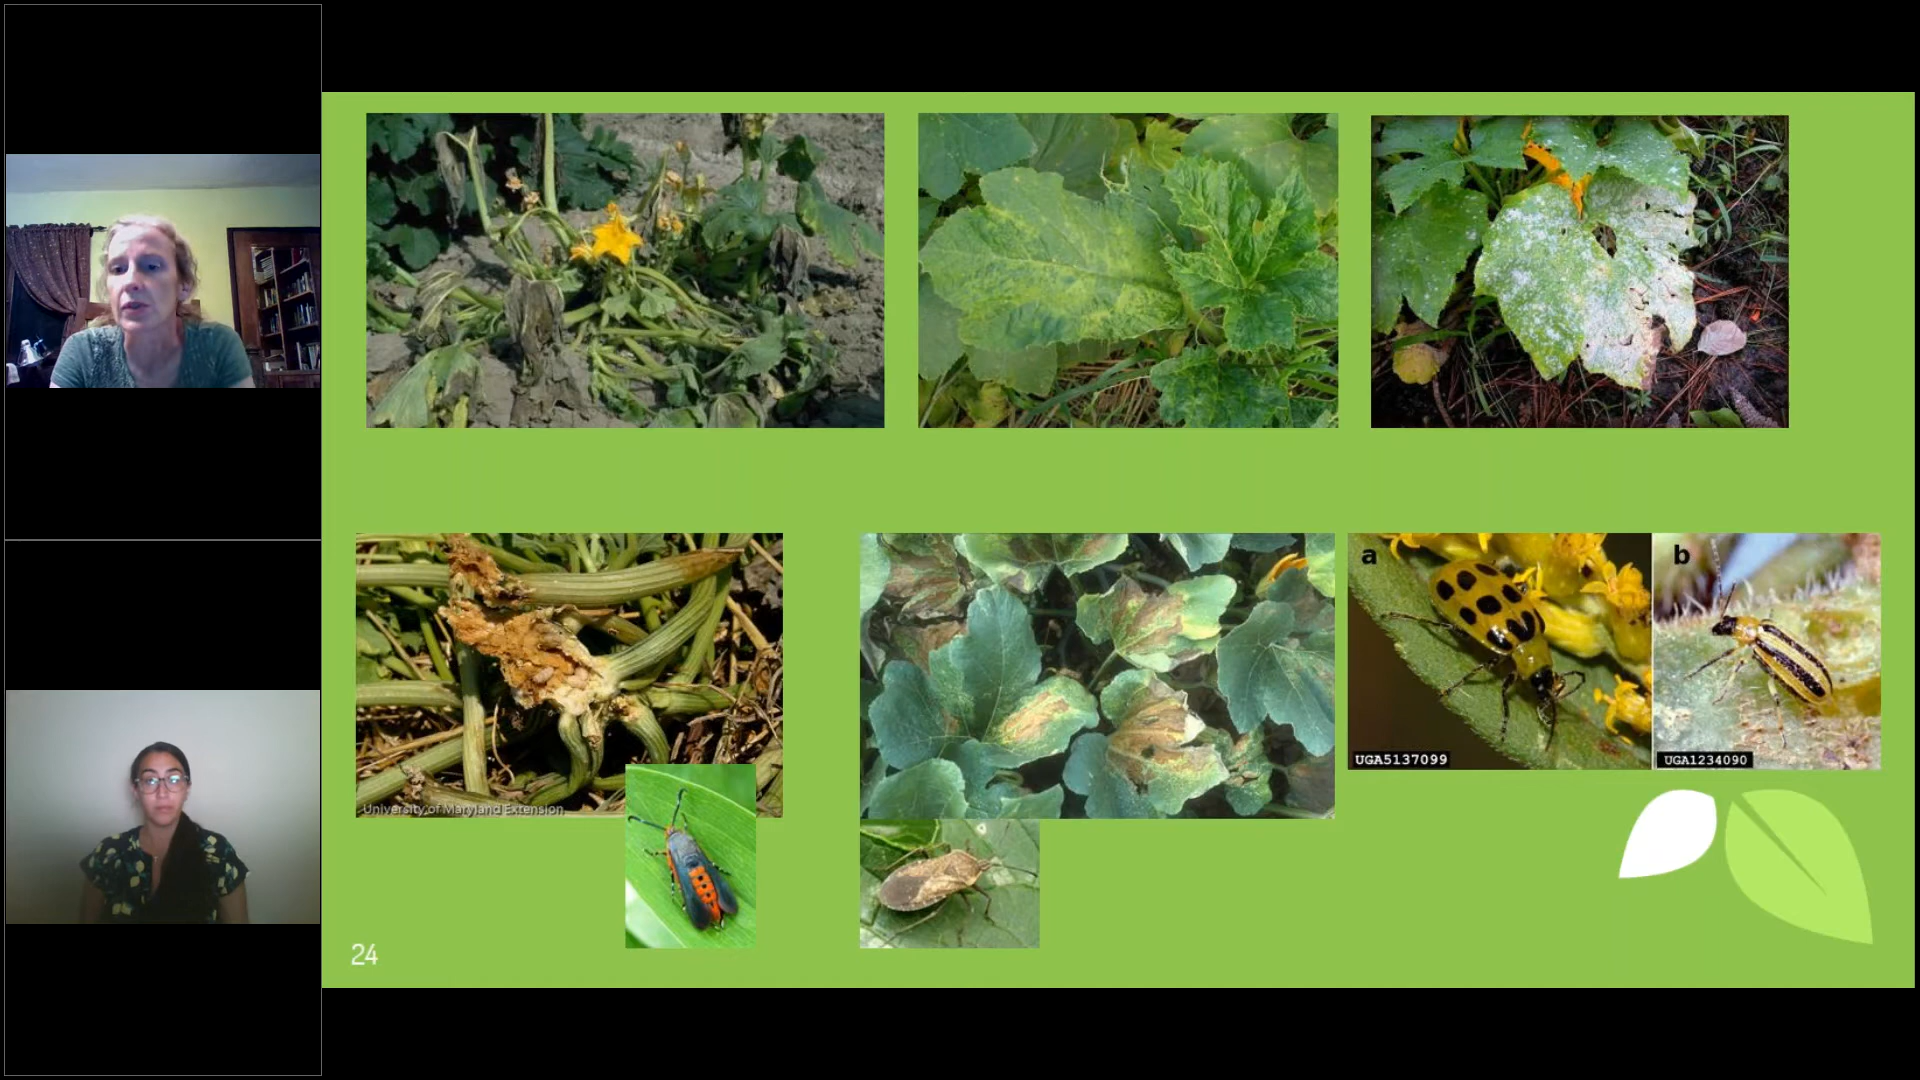 a
b
UGA5137099
UGA1234090
University of Maryland Extension
24